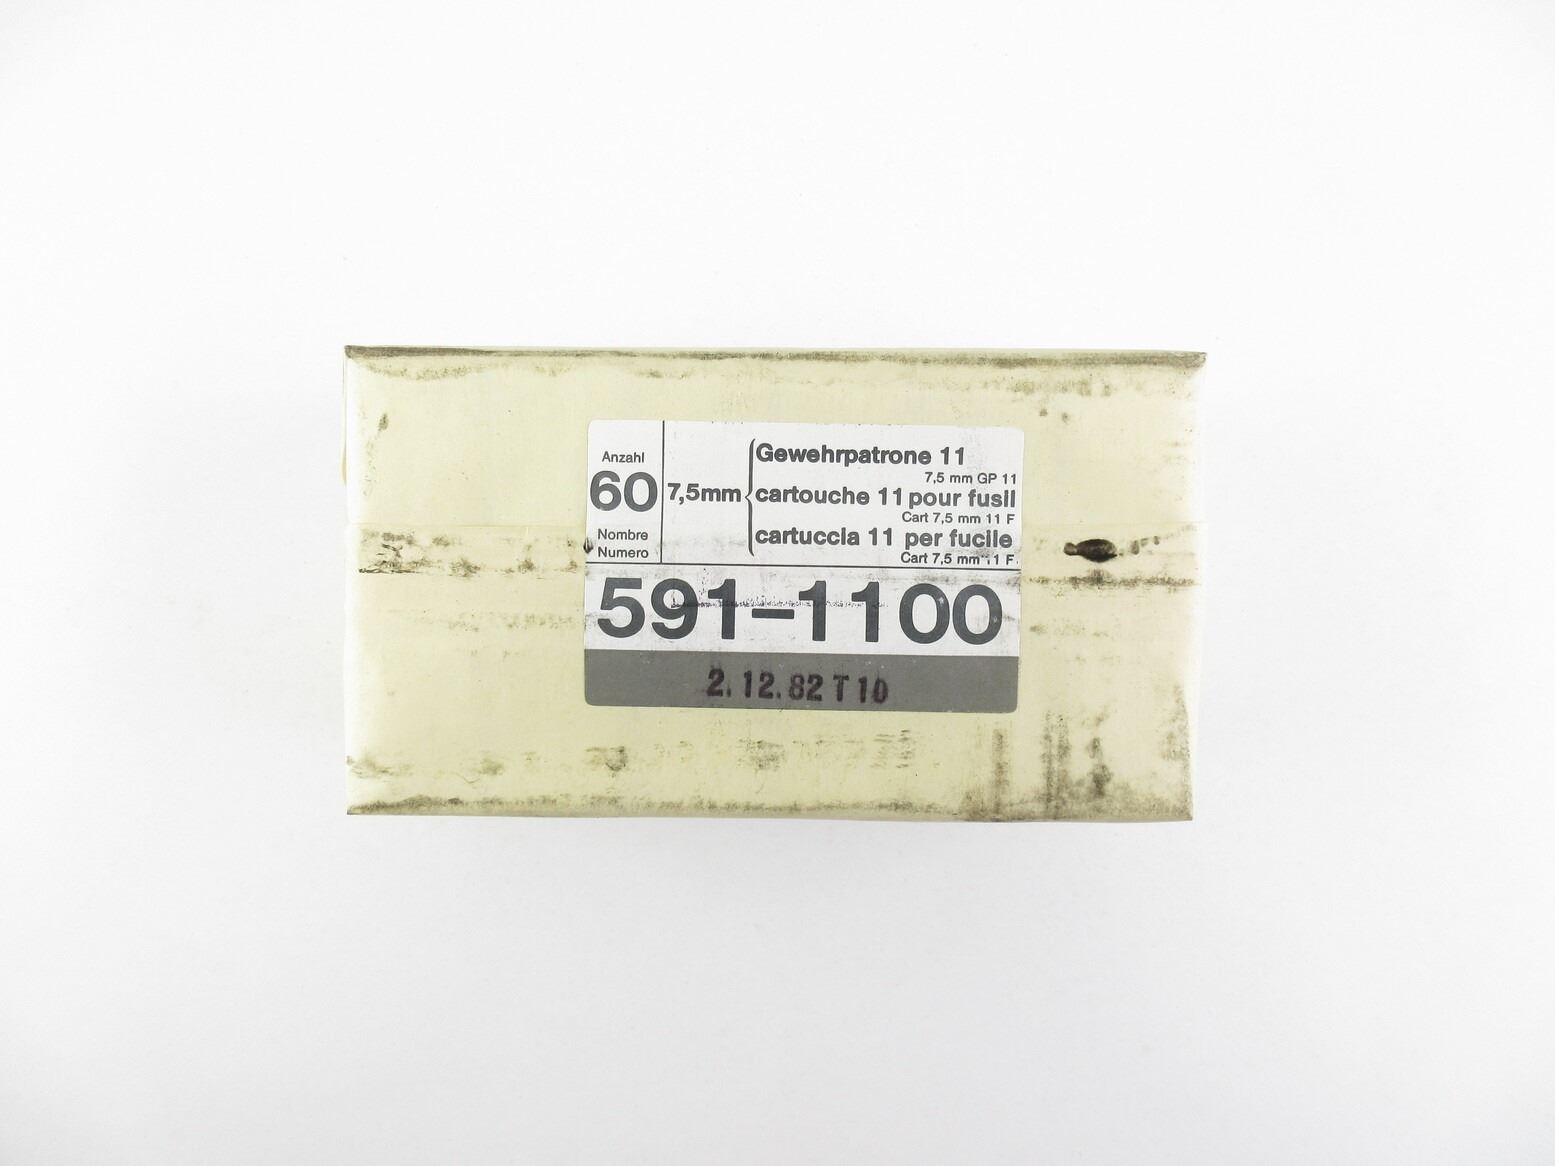 Anzahl
60
Nombre
Numero
7,5mm
Gewehrpatrone 11
7,5 mm GP 11
cartouche 11 pour fusil
Cart 7,5 mm 11 F
cartuccia 11 per fucile
Cart 7,5 mm 11 F
591-1100
2. 12. 82 T 10